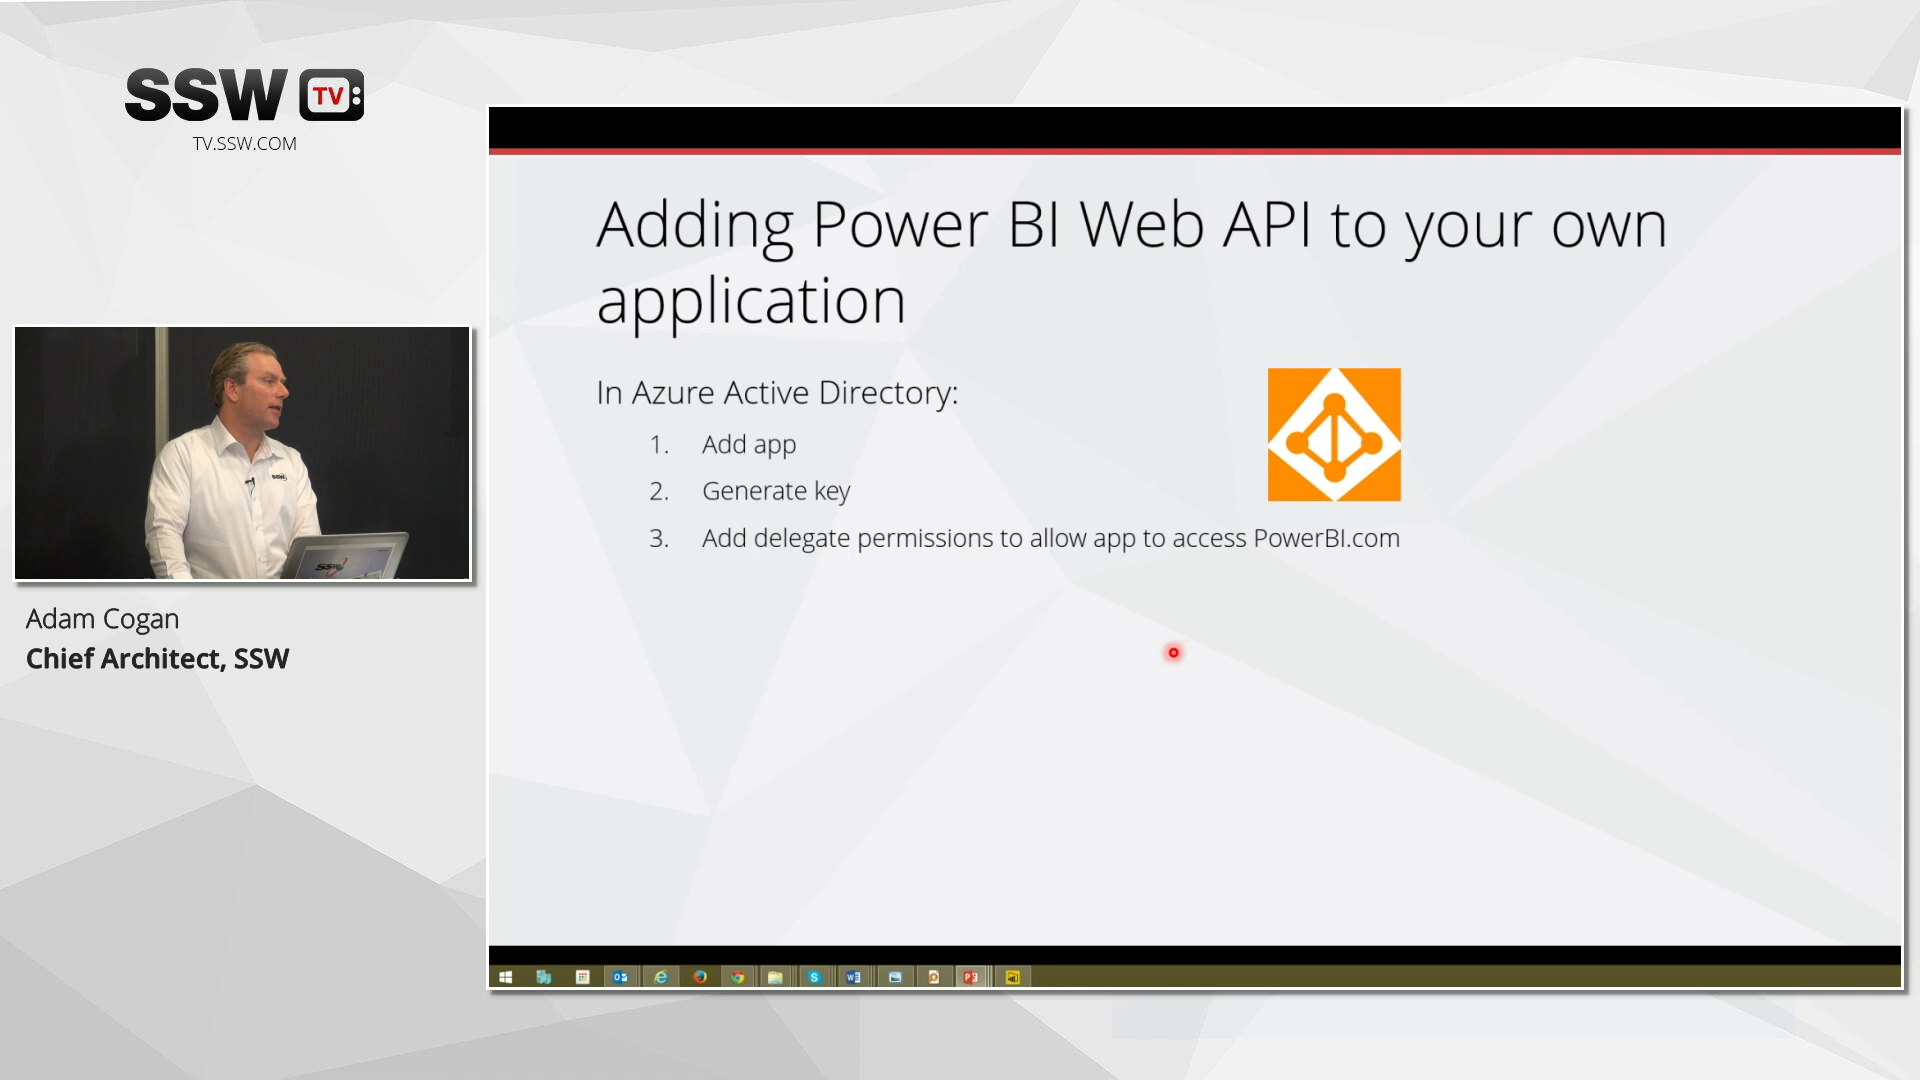 SSW TV
TV.SSW.COM
Adding Power BI Web API to your own
application
In Azure Active Directory:
1. Add app
2. Generate key
3. Add delegate permissions to allow app to access PowerBI.com
SSW
SSW
Adam Cogan
Chief Architect, SSW